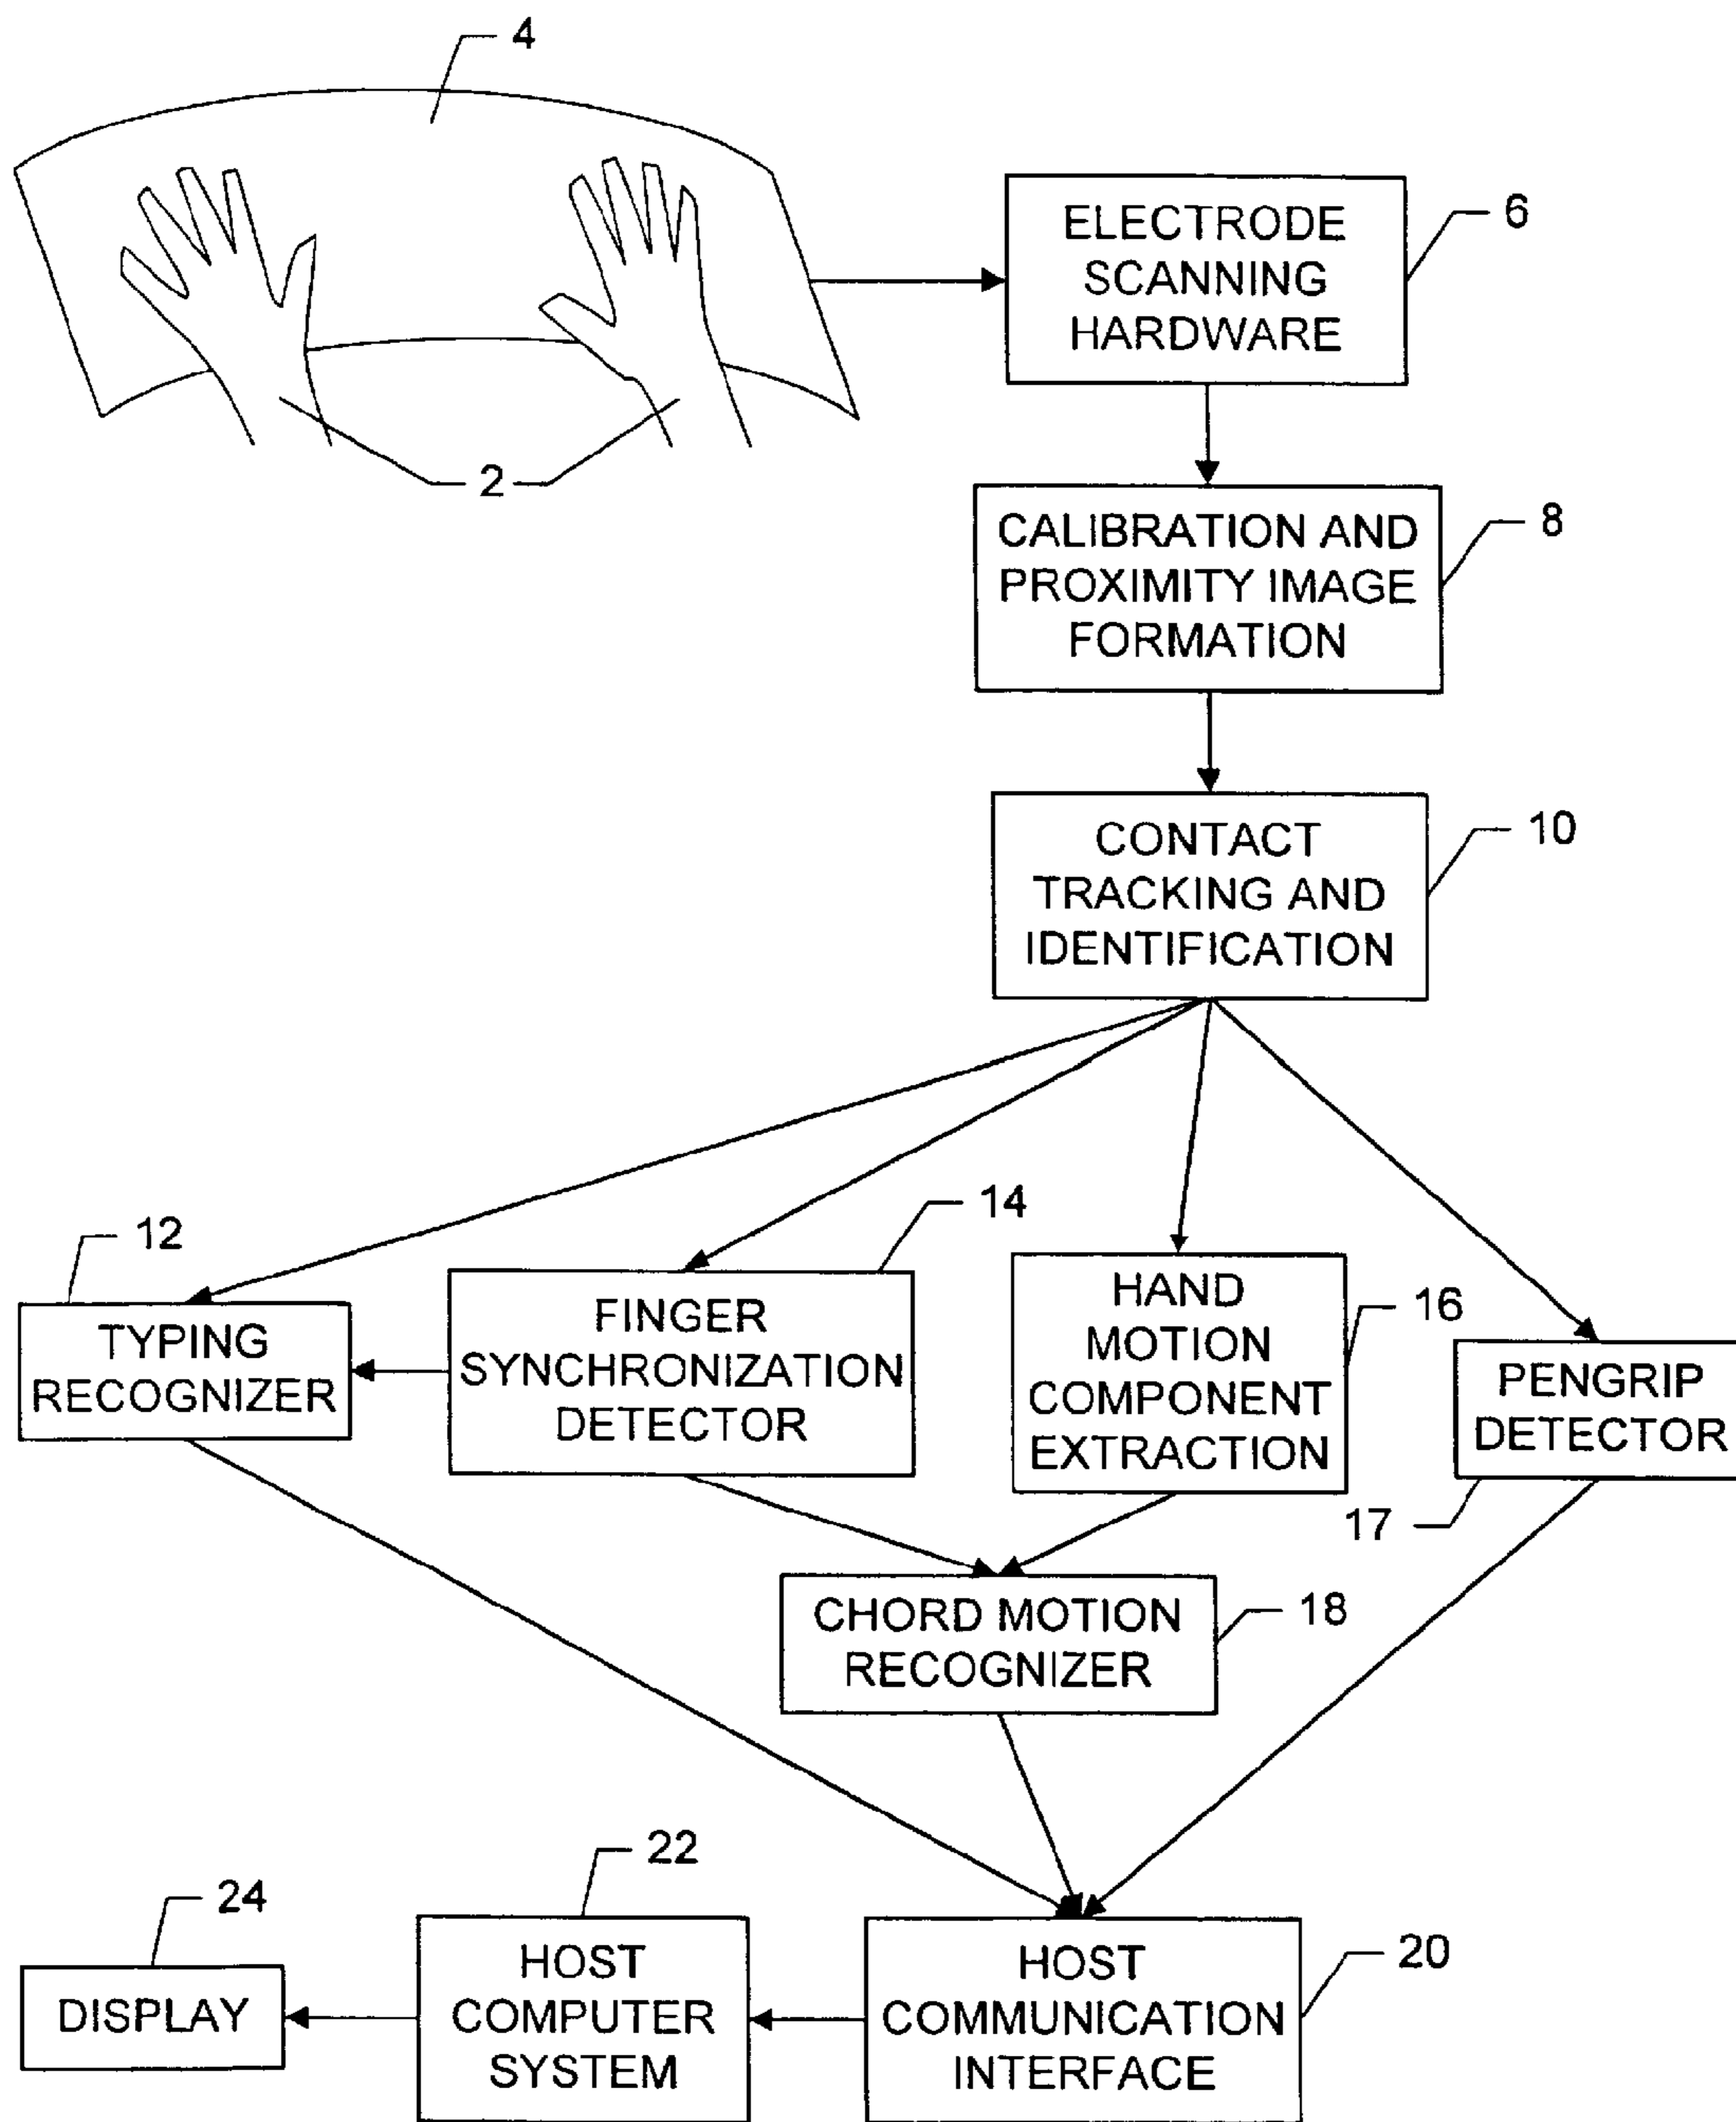 4
2
ELECTRODE
SCANNING
HARDWARE
6
CALIBRATION AND
PROXIMITY IMAGE
FORMATION
8
CONTACT
TRACKING AND
IDENTIFICATION
10
12
TYPING
RECOGNIZER
14
FINGER
SYNCHRONIZATION
DETECTOR
HAND
MOTION
COMPONENT
EXTRACTION
16
PENGRIP
DETECTOR
17
CHORD MOTION
RECOGNIZER
18
24
DISPLAY
22
HOST
COMPUTER
SYSTEM
HOST
COMMUNICATION
INTERFACE
20